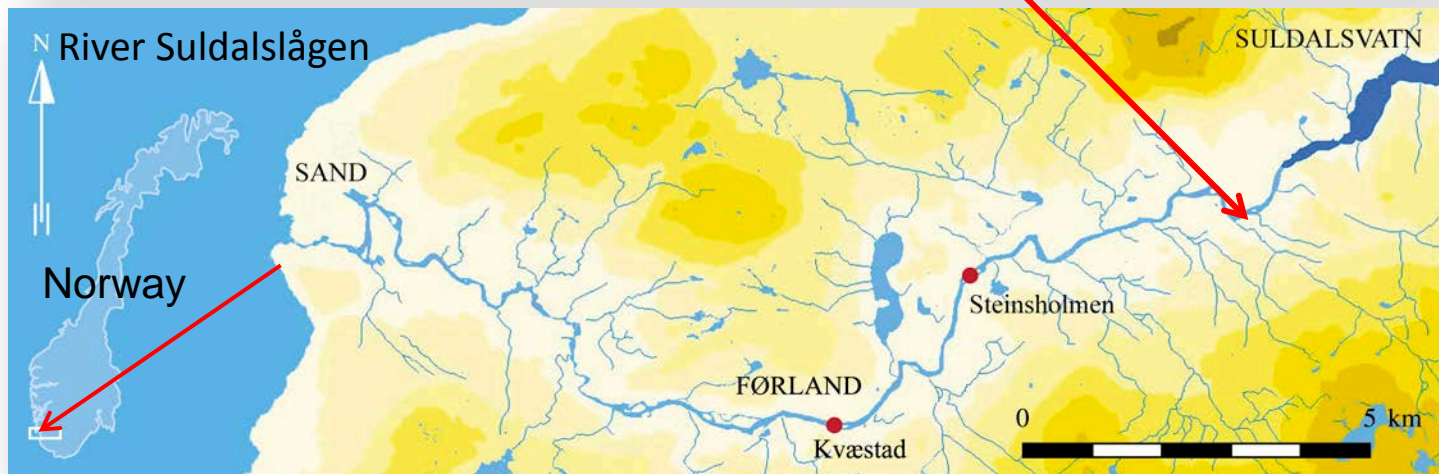 N River Suldalslågen
SULDALSVATN
SAND
Norway
Steinsholmen
FØRLAND
0 5 km
Kvæstad